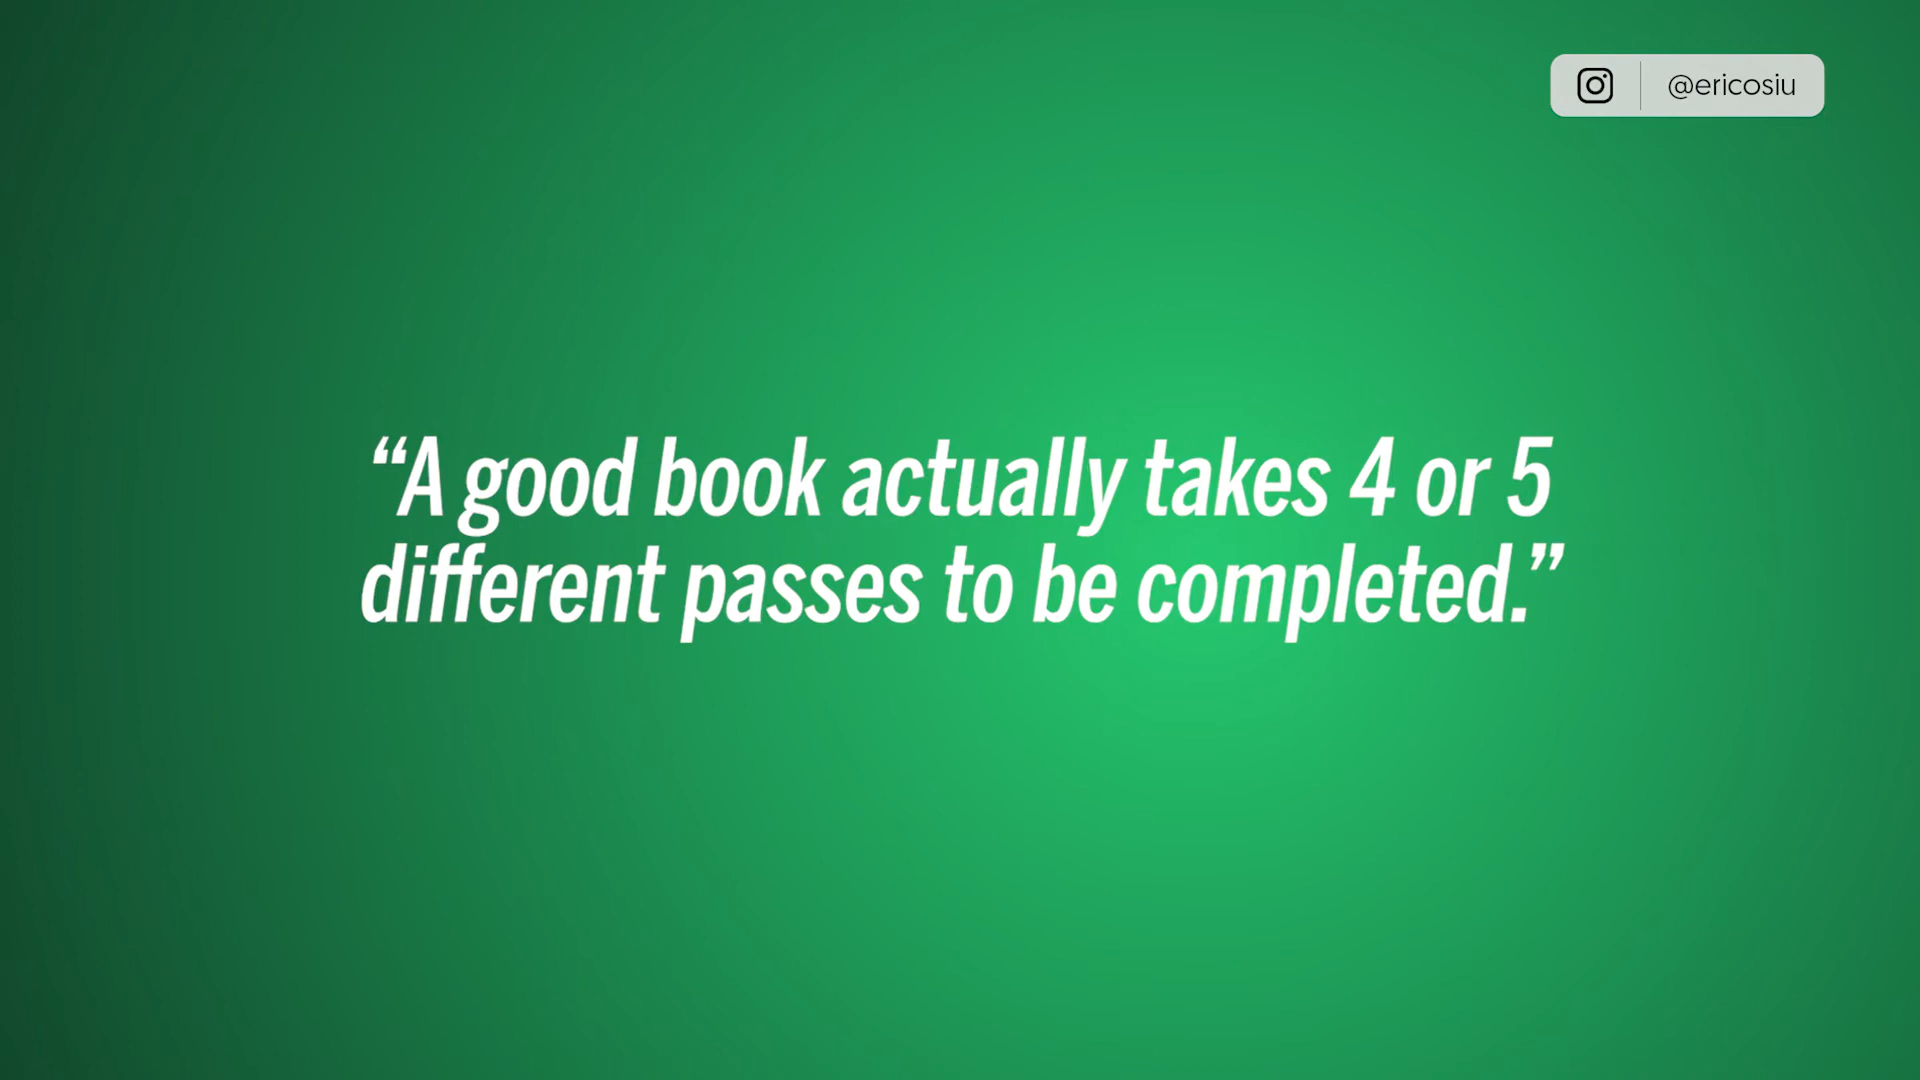 @ericosiu
“A good book actually takes 4 or 5
different passes to be completed.”